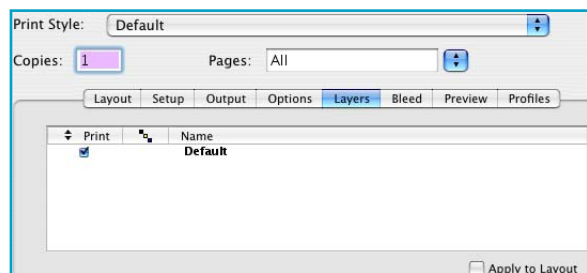 Print Style: Default
Copies: 1 Pages: All
Layout Setup Output Options Layers Bleed Preview Profiles
Print Name
Default
Apply to Layout